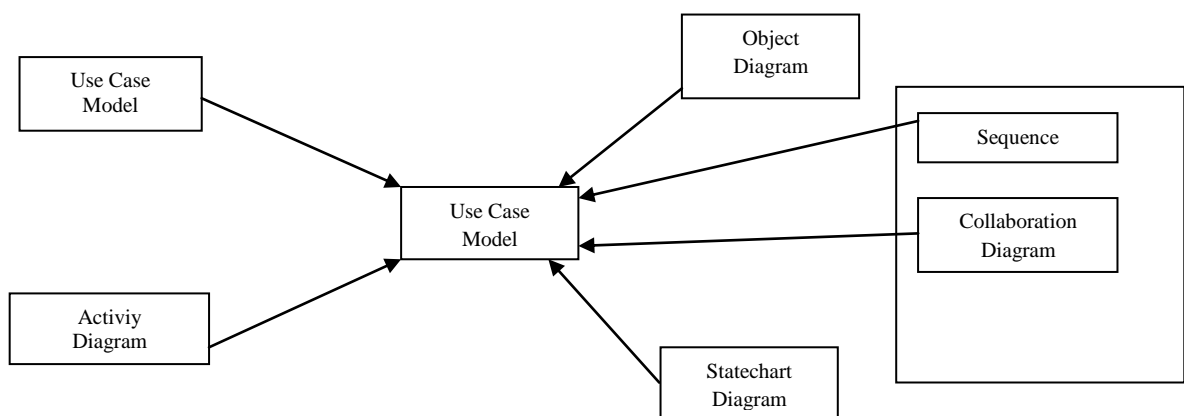 Object
Diagram
Use Case
Model
Sequence
Use Case
Model
Collaboration
Diagram
Activiy
Diagram
Statechart
Diagram